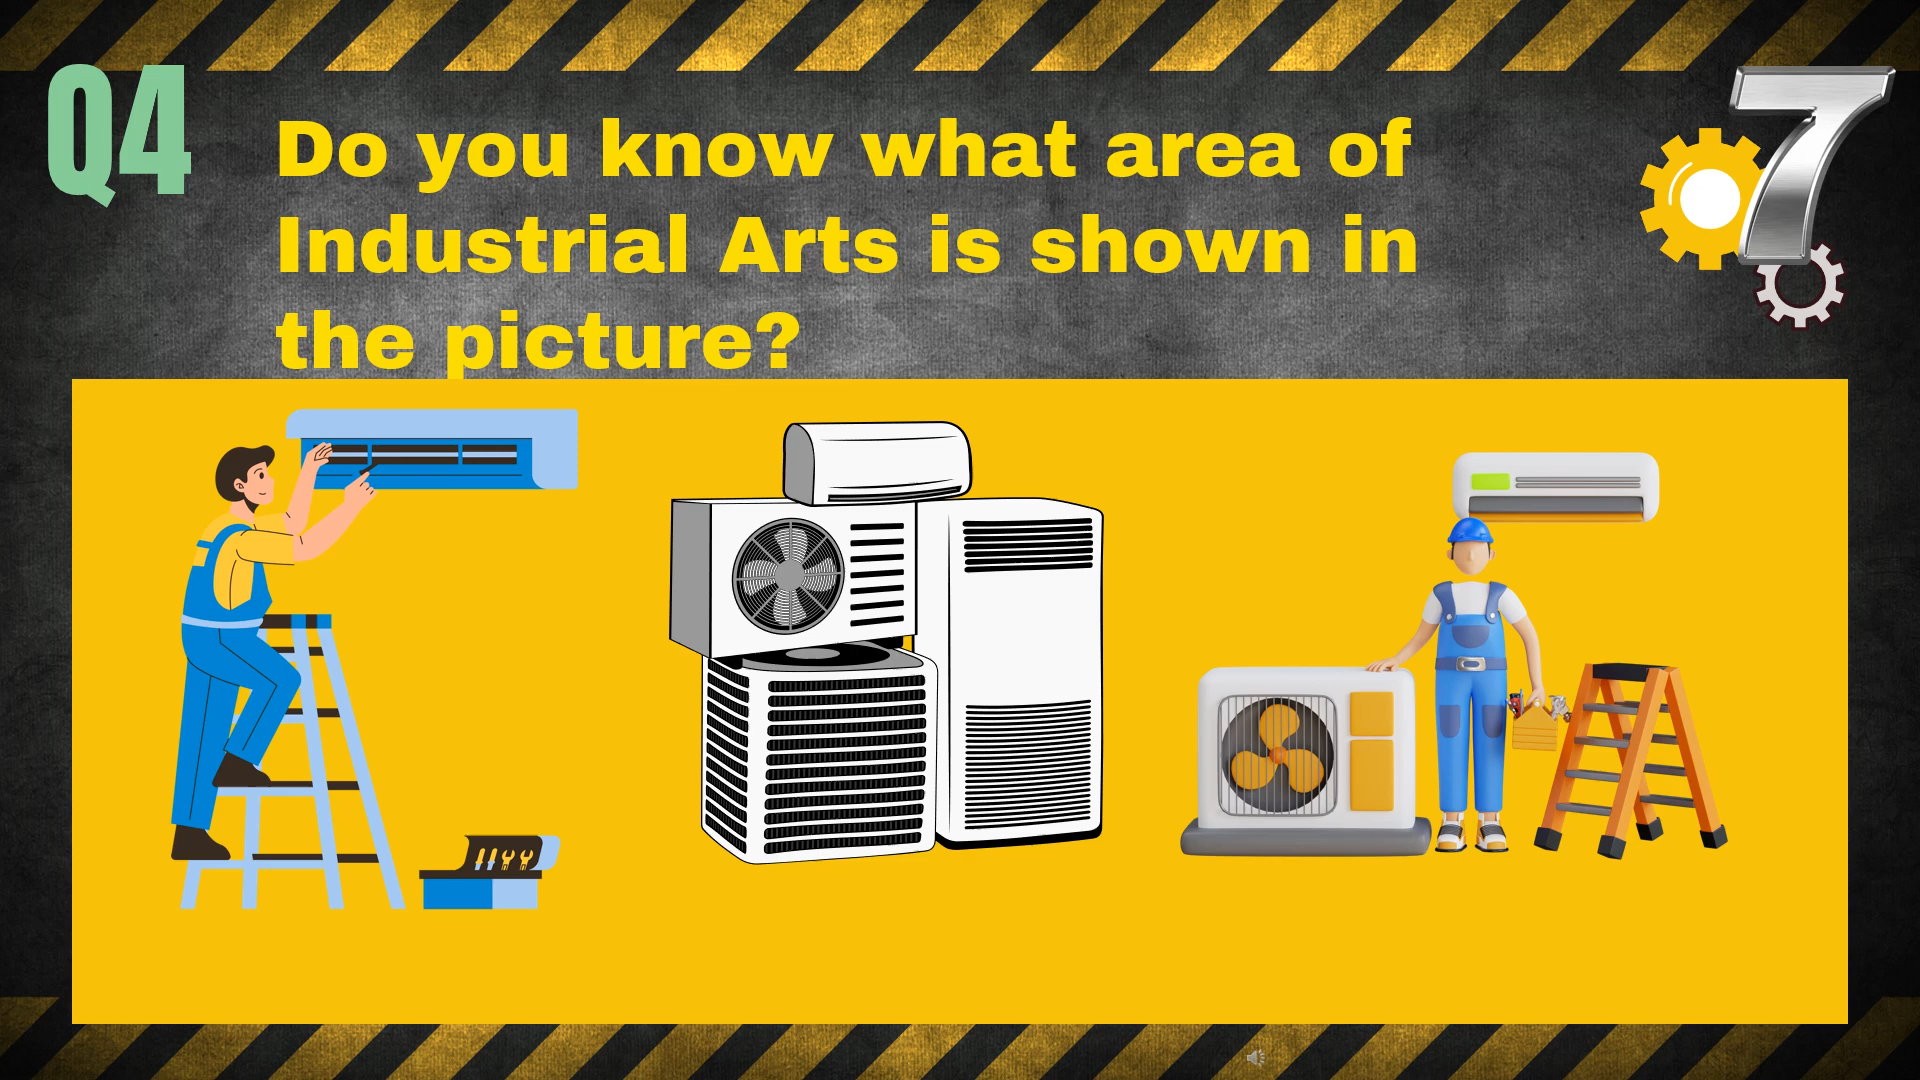 Q4
Do you know what area of
Industrial Arts is shown in
the picture?
7